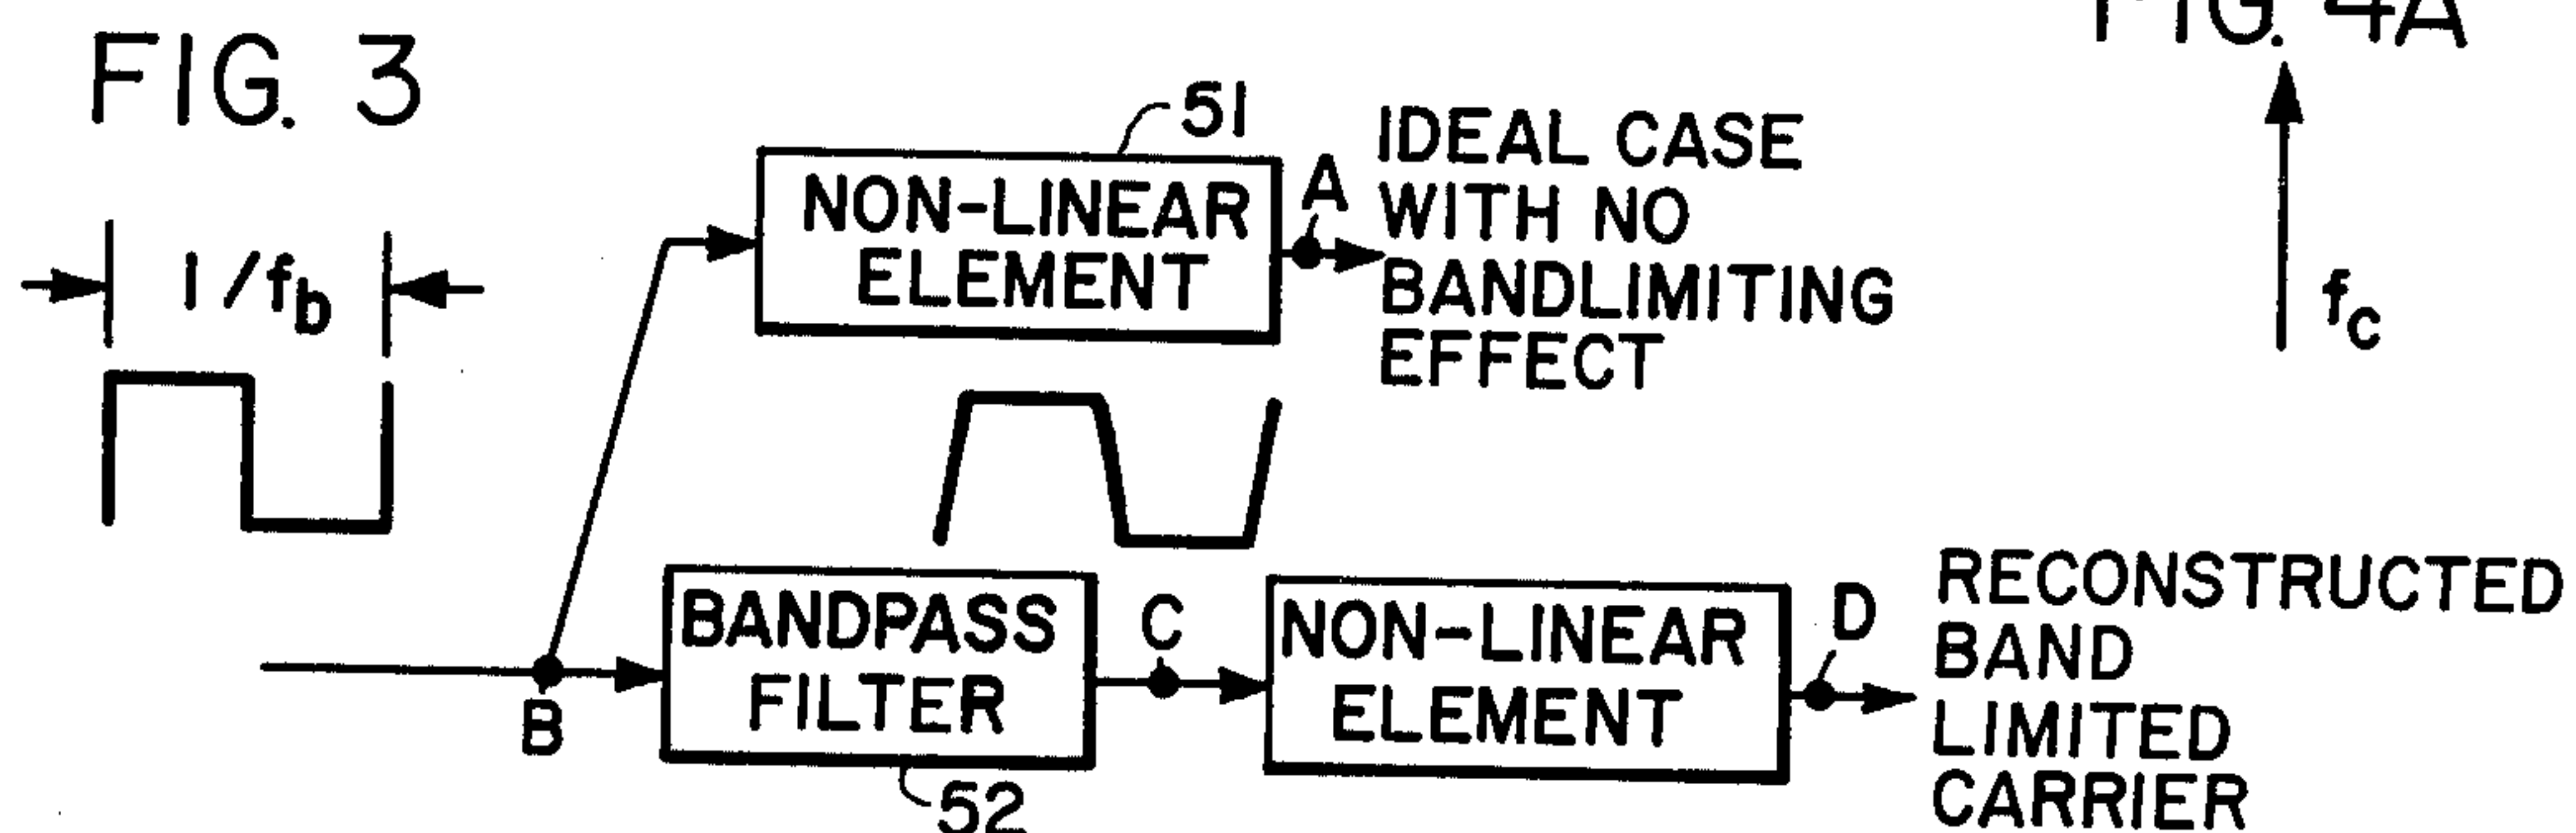 FIG. 3
FIG. 4A
51
1/fb
NON-LINEAR
ELEMENT
A
IDEAL CASE
WITH NO
BANDLIMITING
EFFECT
fc
B
BANDPASS
FILTER
52
C
NON-LINEAR
ELEMENT
D
RECONSTRUCTED
BAND
LIMITED
CARRIER